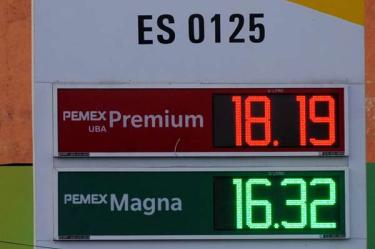 ES 0125
PEMEX Premium 18.19
UBA
PEMEX Magna 16.32